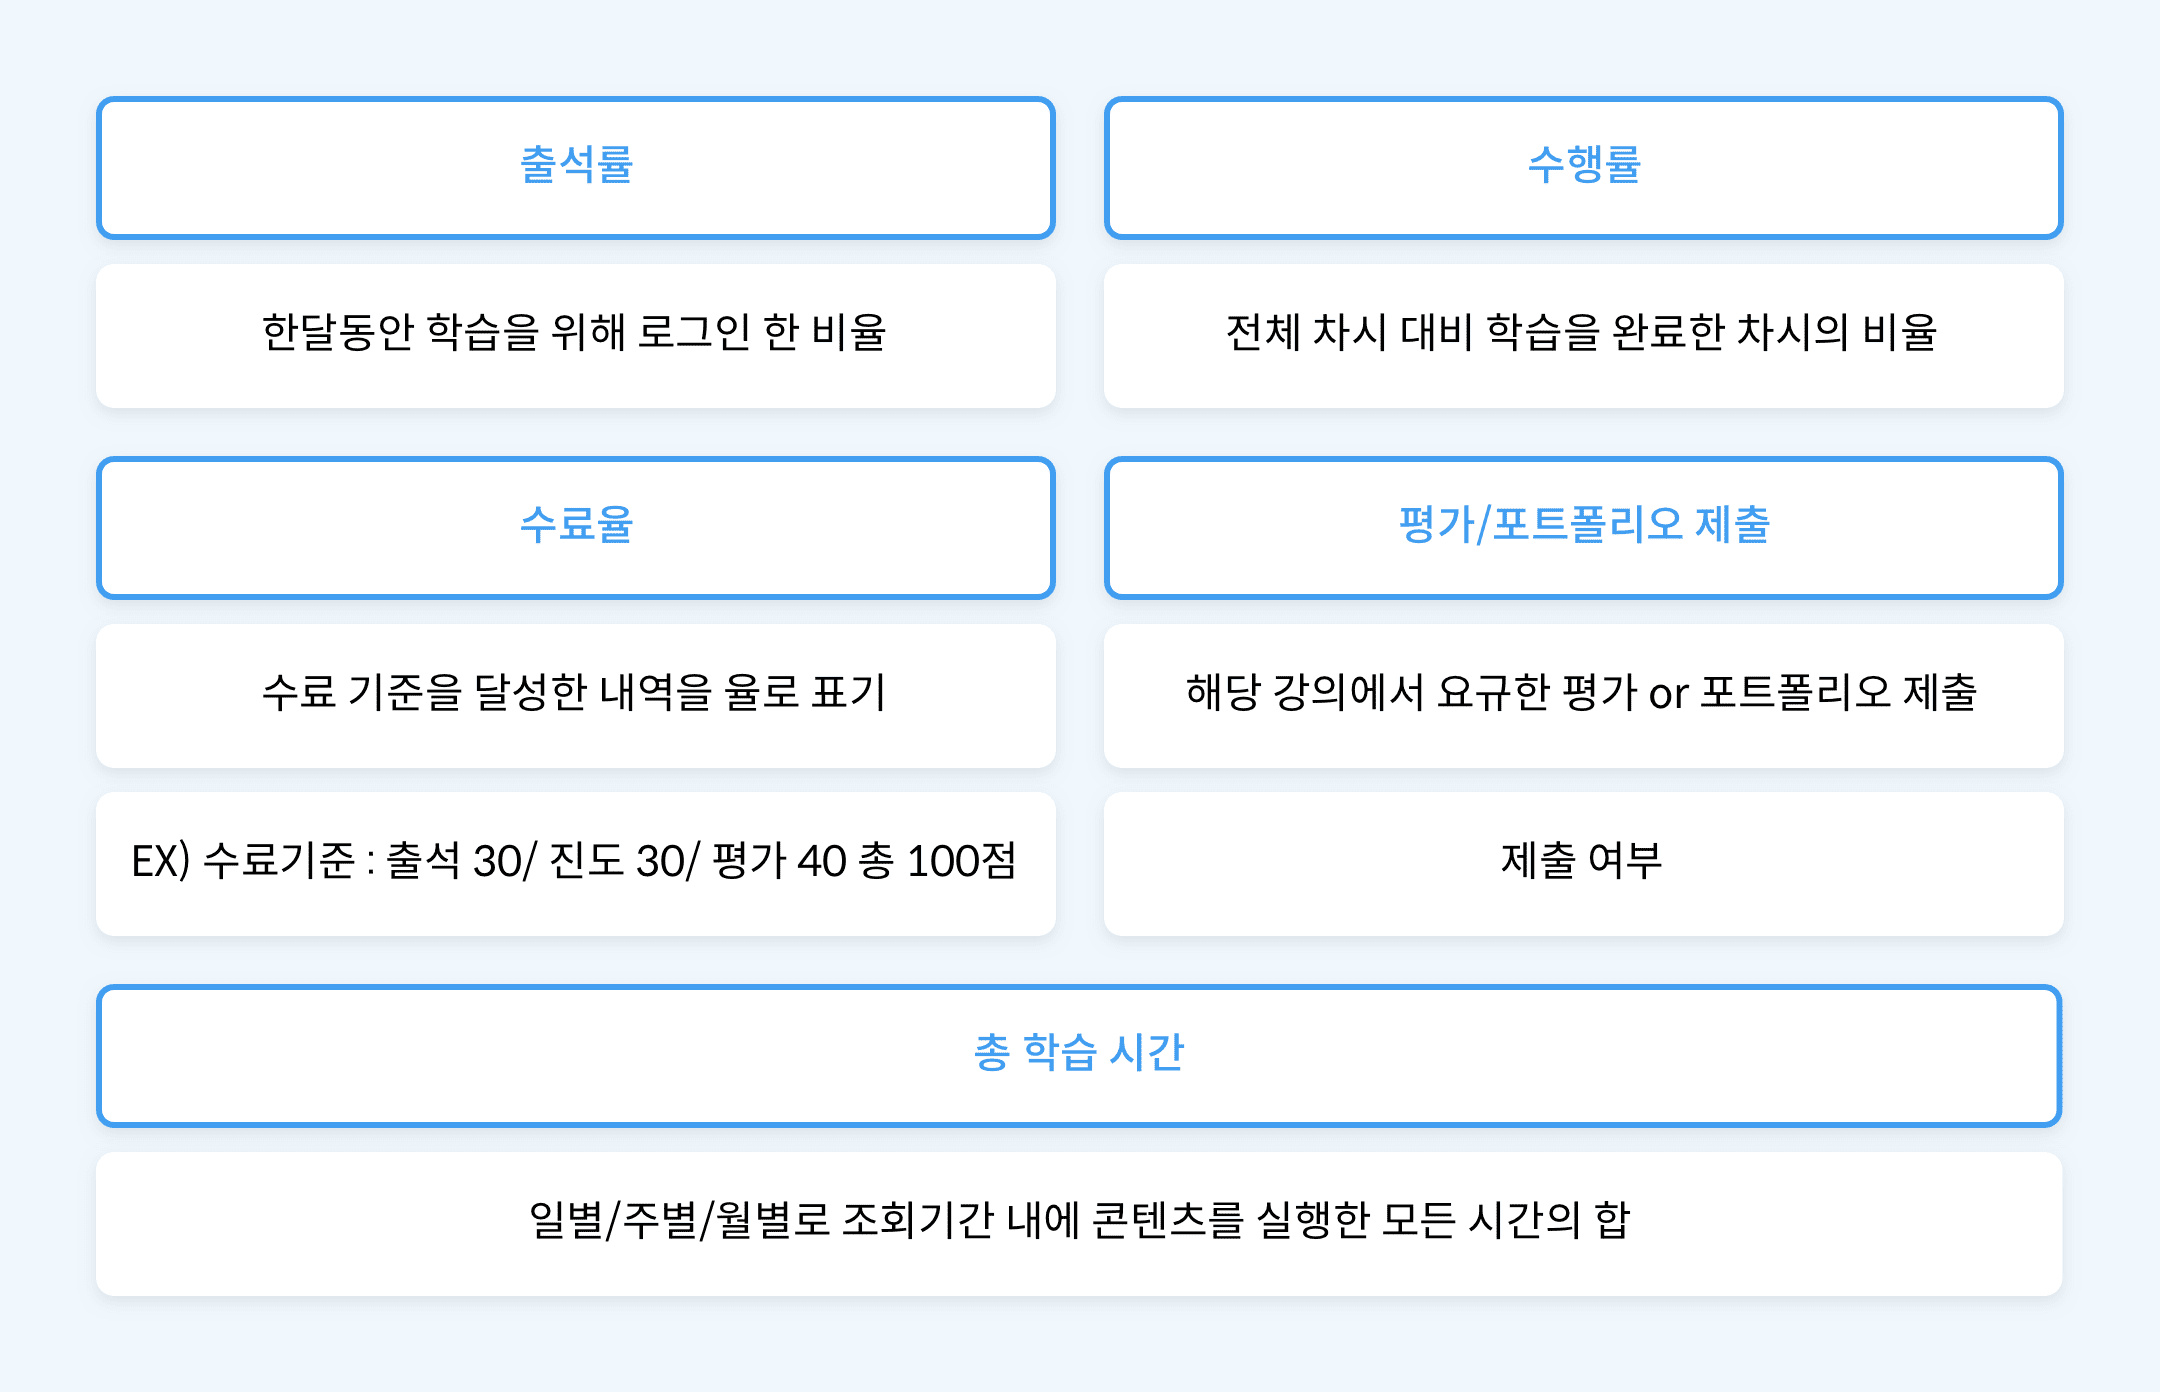 출석률
한달동안 학습을 위해 로그인 한 비율
수행률
전체 차시 대비 학습을 완료한 차시의 비율
수료율
수료 기준을 달성한 내역을 율로 표기
EX) 수료기준 : 출석 30/ 진도 30/ 평가 40 총 100점
평가/포트폴리오 제출
해당 강의에서 요규한 평가 or 포트폴리오 제출
제출 여부
총 학습 시간
일별/주별/월별로 조회기간 내에 콘텐츠를 실행한 모든 시간의 합